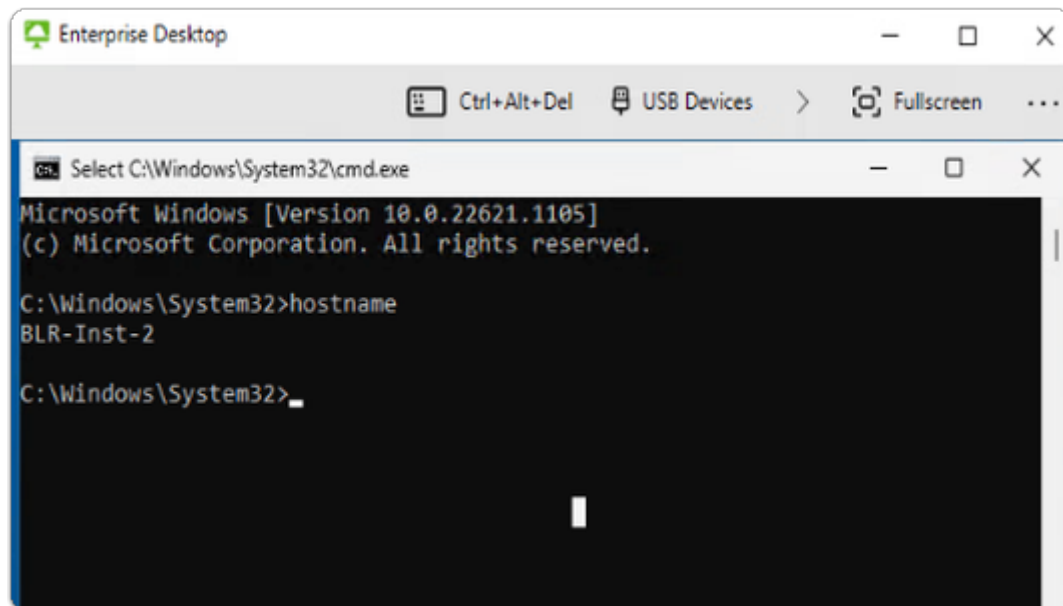 Enterprise Desktop
Ctrl+Alt+Del USB Devices Fullscreen
Select C:\Windows\System32\cmd.exe
Microsoft Windows [Version 10.0.22621.1105]
(c) Microsoft Corporation. All rights reserved.
C:\Windows\System32>hostname
BLR-Inst-2
C:\Windows\System32>